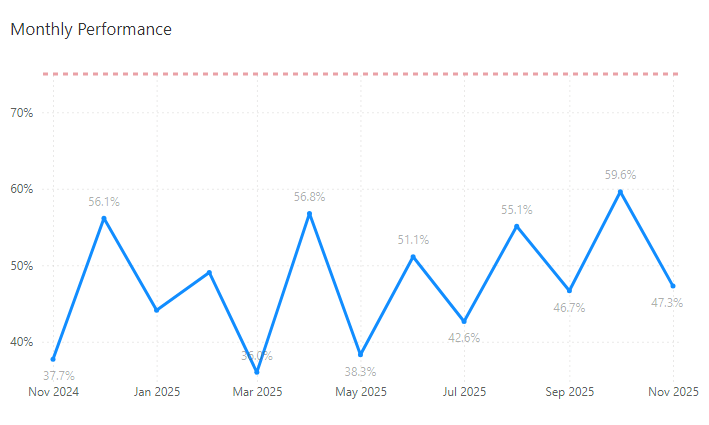 Monthly Performance
70%
60%
50%
40%
56.1%
56.8%
51.1%
55.1%
59.6%
37.7%
36.0%
38.3%
42.6%
46.7%
47.3%
Nov 2024
Jan 2025
Mar 2025
May 2025
Jul 2025
Sep 2025
Nov 2025